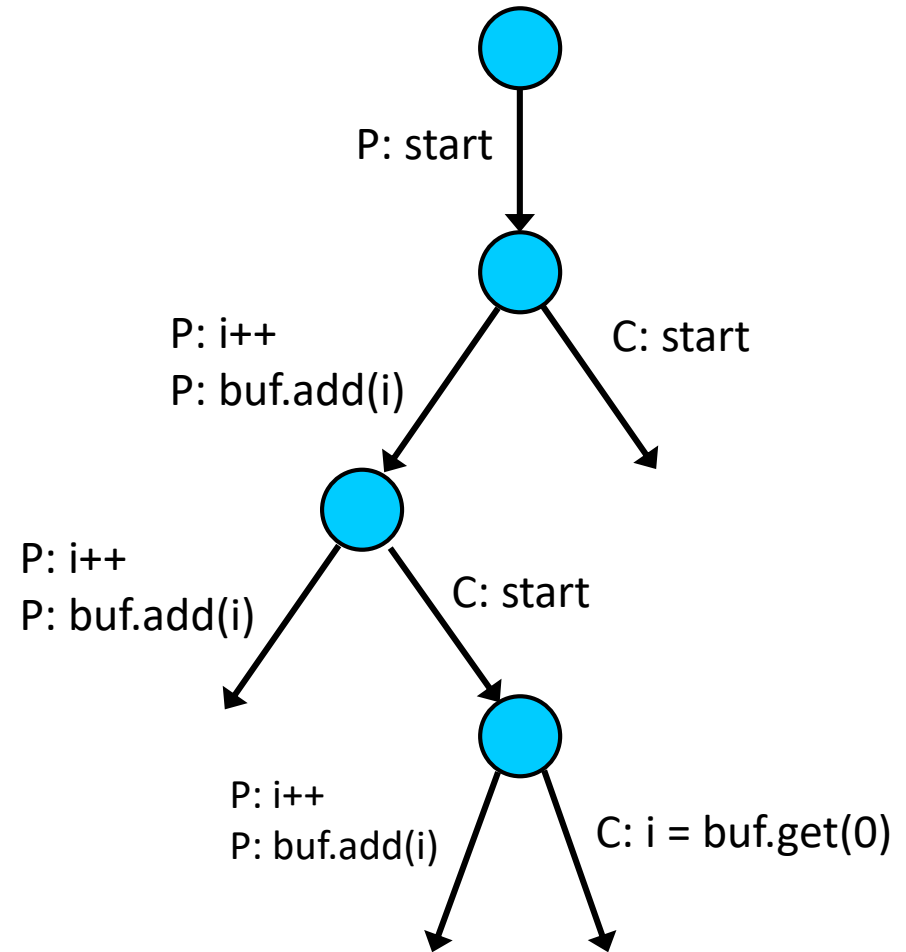 P: start
P: i++
P: buf.add(i)
C: start
P: i++
P: buf.add(i)
C: start
P: i++
P: buf.add(i)
C: i = buf.get(0)